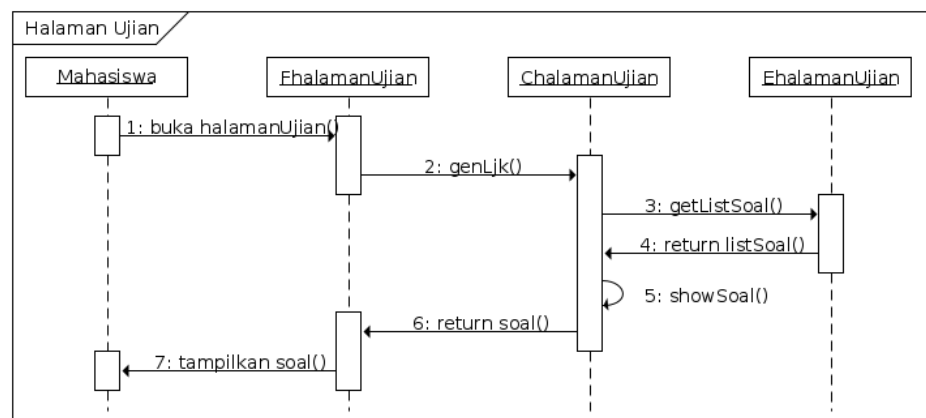 Halaman Ujian
Mahasiswa
FhalamanUjian
ChalamanUjian
EhalamanUjian
1: buka halamanUjian()
2: genLjk()
3: getListSoal()
4: return listSoal()
5: showSoal()
6: return soal()
7: tampilkan soal()